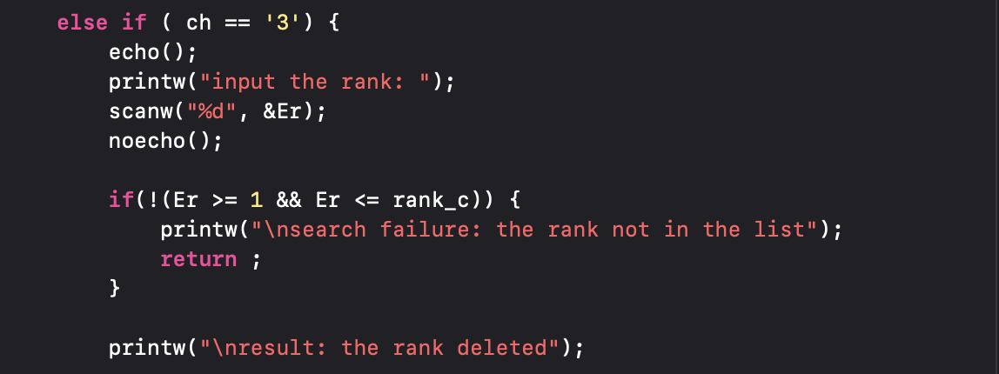 else if ( ch == '3') {
echo();
printw("input the rank: ");
scanw("%d", &Er);
noecho();
if(!(Er >= 1 && Er <= rank_c)) {
printw("\nsearch failure: the rank not in the list");
return ;
}
printw("\nresult: the rank deleted");